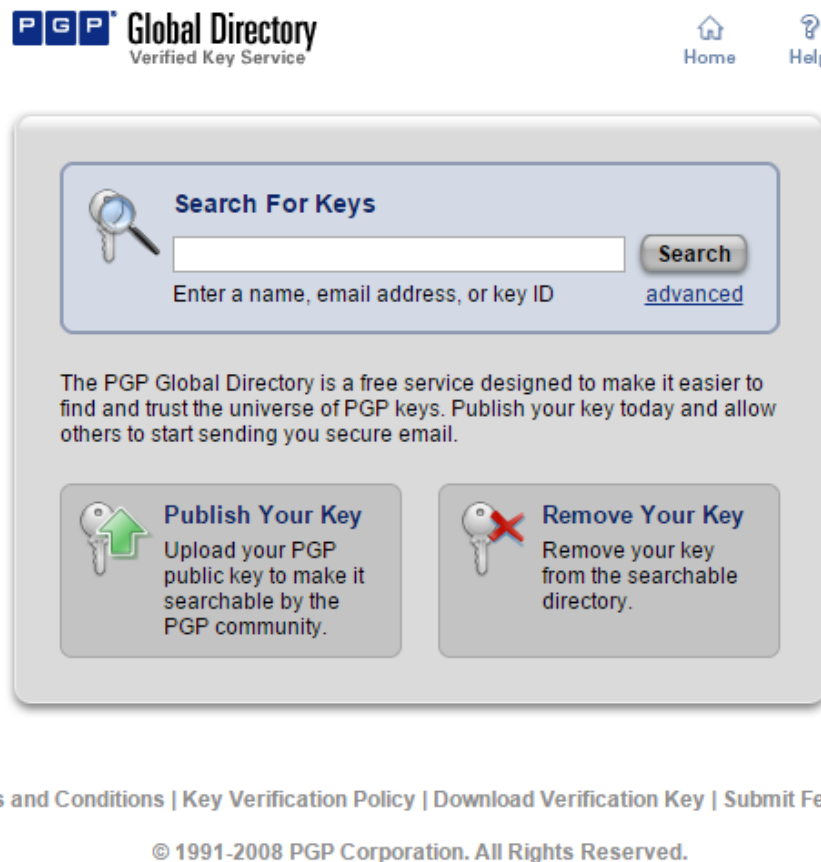 PGP Global Directory
Verified Key Service
Home
Help
Search For Keys
Search
Enter a name, email address, or key ID
advanced
The PGP Global Directory is a free service designed to make it easier to
find and trust the universe of PGP keys. Publish your key today and allow
others to start sending you secure email.
Publish Your Key
Upload your PGP
public key to make it
searchable by the
PGP community.
Remove Your Key
Remove your key
from the searchable
directory.
s and Conditions | Key Verification Policy | Download Verification Key | Submit Fe
© 1991-2008 PGP Corporation. All Rights Reserved.